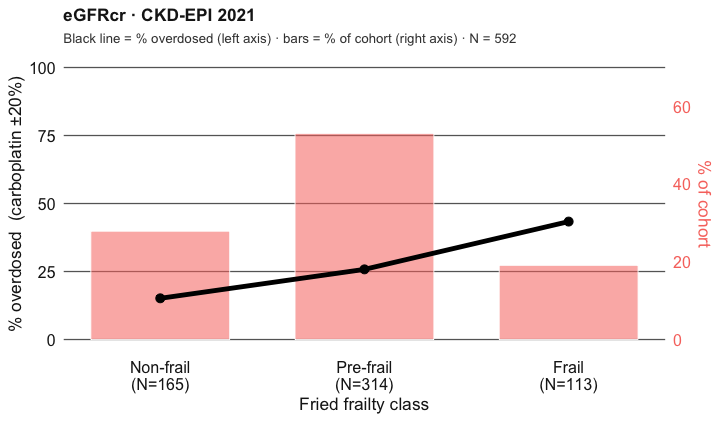 eGFRcr · CKD-EPI 2021
Black line = % overdosed (left axis) · bars = % of cohort (right axis) · N = 592
% overdosed  (carboplatin ±20%)
100
75
50
25
0
60
40
20
0
% of cohort
Non-frail
(N=165)
Pre-frail
(N=314)
Frail
(N=113)
Fried frailty class